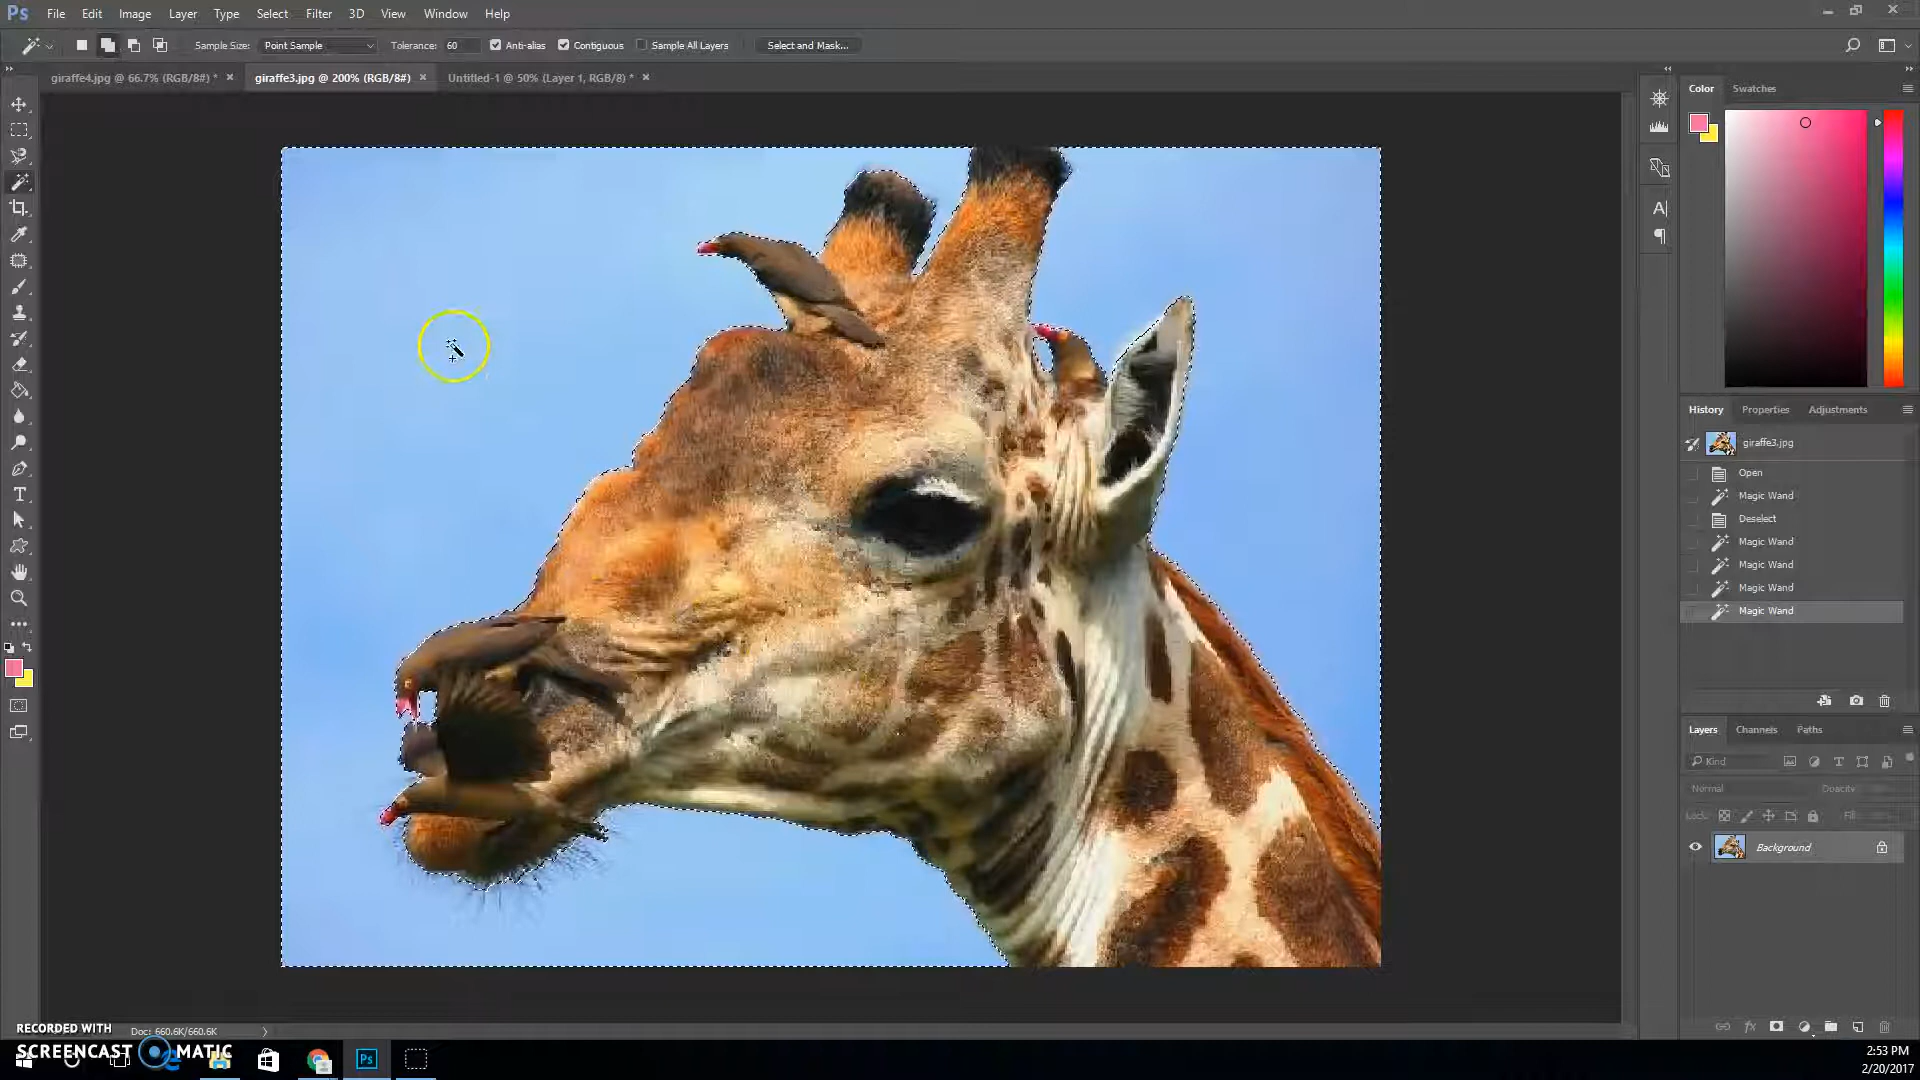 Ps File Edit Image Layer Type Select Filter 3D View Window Help
Sample Size: Point Sample Tolerance: 60 Anti-alias Contiguous Sample All Layers Select and Mask...
giraffe4.jpg @ 66.7% (RGB/8#) * × giraffe3.jpg @ 200% (RGB/8#) × Untitled-1 @ 50% (Layer 1, RGB/8) * ×
Color Swatches
History Properties Adjustments
giraffe3.jpg
Open
Magic Wand
Deselect
Magic Wand
Magic Wand
Magic Wand
Magic Wand
Layers Channels Paths
Kind
Normal Opacity:
Lock: Fill:
Background
Doc: 660.6K/660.6K
RECORDED WITH
SCREENCAST MATIC
Ps
2:53 PM
2/20/2017